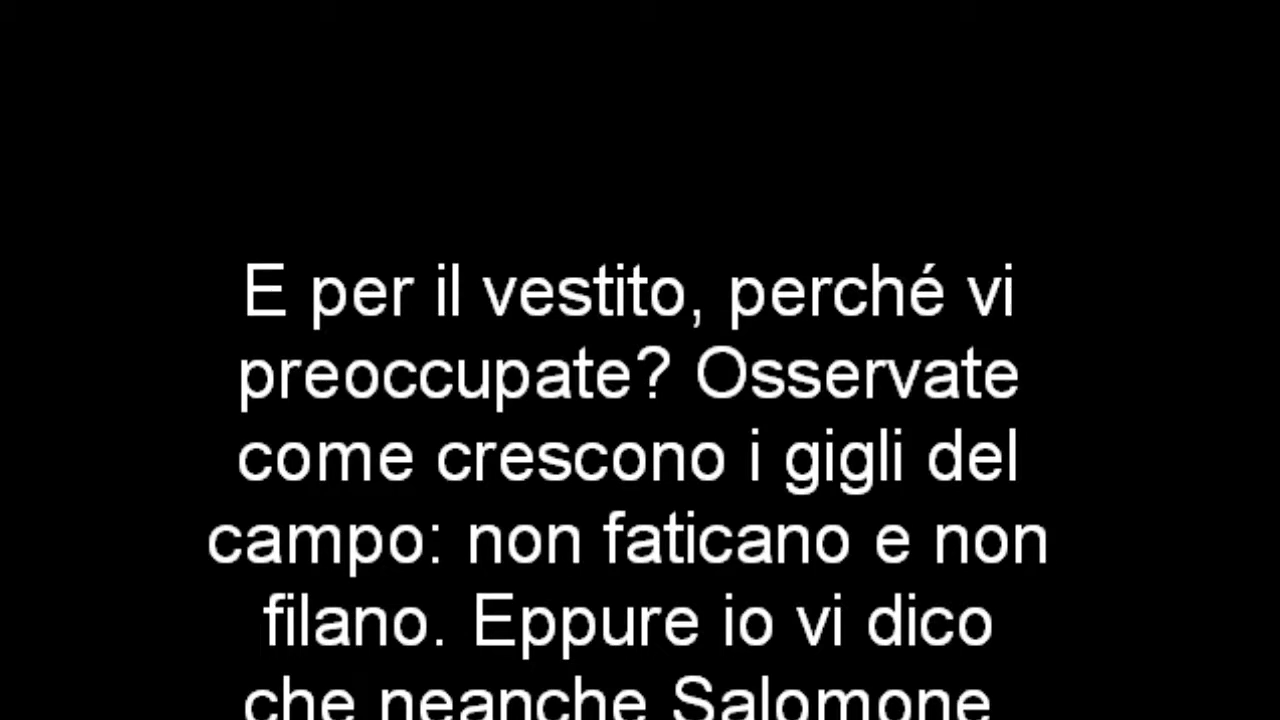 E per il vestito, perché vi
preoccupate? Osservate
come crescono i gigli del
campo: non faticano e non
filano. Eppure io vi dico
che neanche Salomone